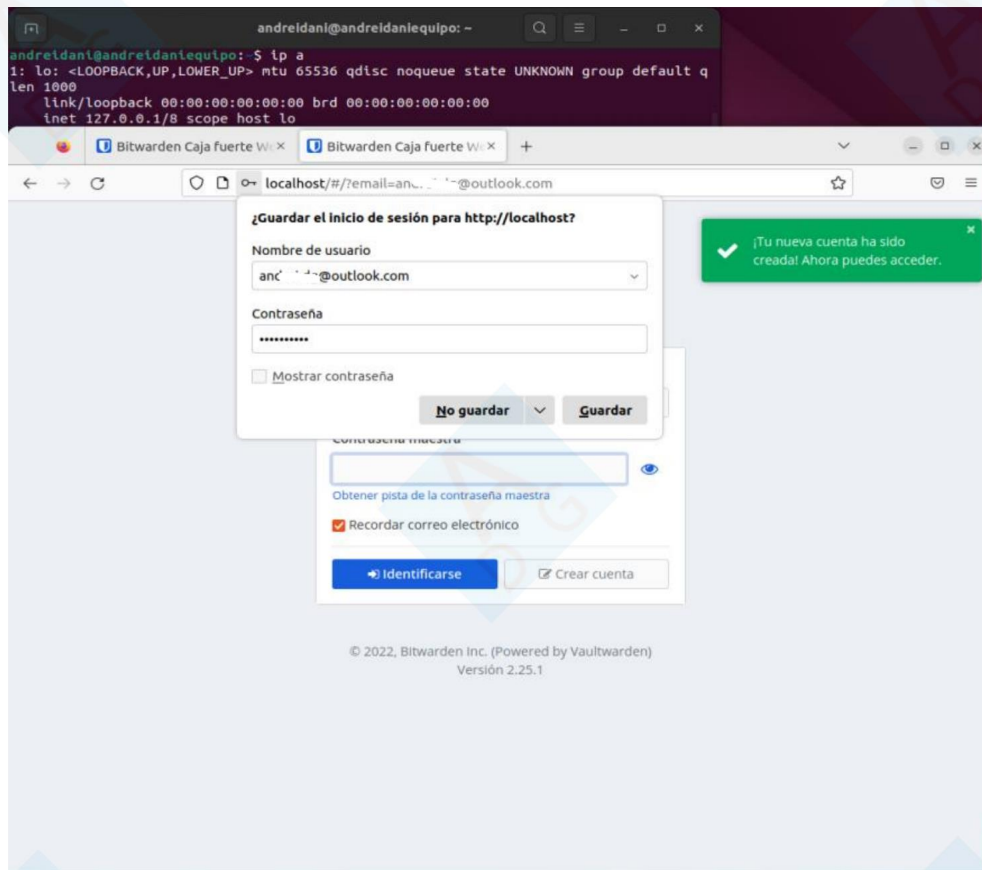 andreidani@andreidaniequipo: ~
andreidani@andreidaniequipo:~$ ip a
1: lo: <LOOPBACK,UP,LOWER_UP> mtu 65536 qdisc noqueue state UNKNOWN group default q
len 1000
link/loopback 00:00:00:00:00:00 brd 00:00:00:00:00:00
inet 127.0.0.1/8 scope host lo
Bitwarden Caja fuerte We
Bitwarden Caja fuerte We
localhost/#/?email=an @outlook.com
¿Guardar el inicio de sesión para http://localhost?
¡Tu nueva cuenta ha sido
creada! Ahora puedes acceder.
Nombre de usuario
an @outlook.com
Contraseña
••••••••••
Mostrar contraseña
No guardar
Guardar
Contraseña maestra
Obtener pista de la contraseña maestra
Recordar correo electrónico
Identificarse
Crear cuenta
© 2022, Bitwarden Inc. (Powered by Vaultwarden)
Versión 2.25.1